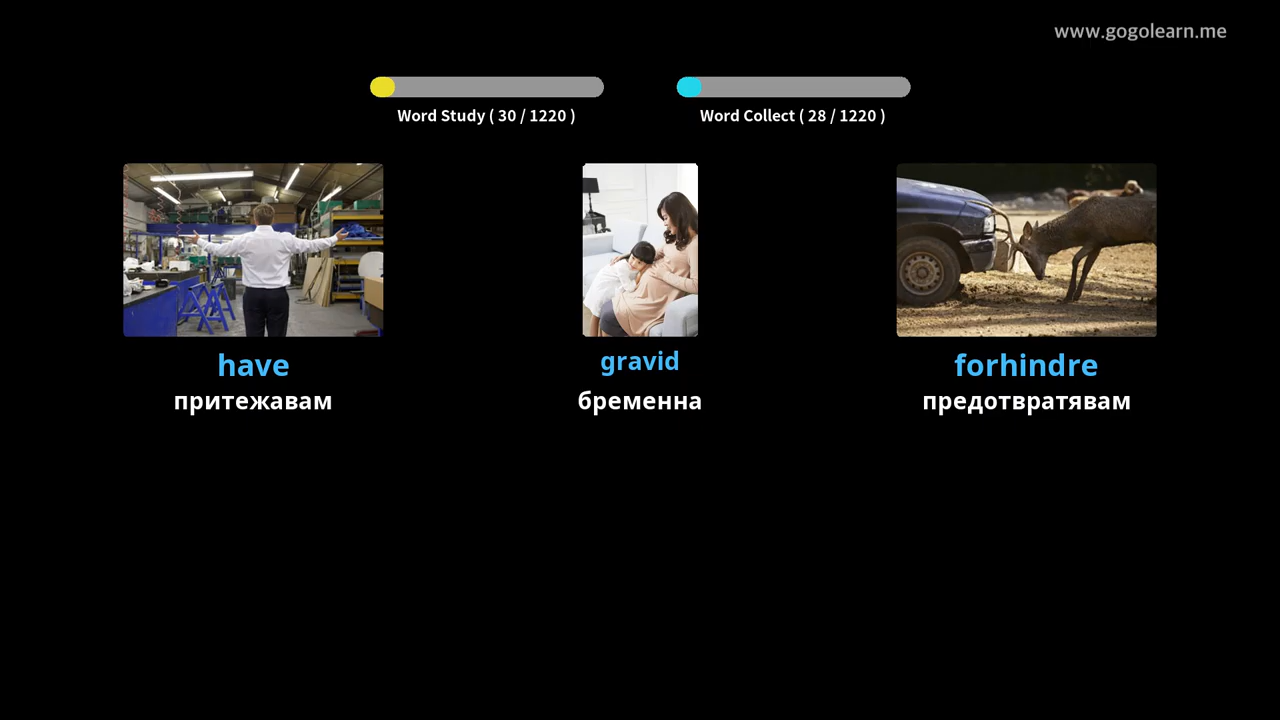 www.gogolearn.me
Word Study ( 30 / 1220 )
Word Collect ( 28 / 1220 )
have
притежавам
gravid
бременна
forhindre
предотвратявам